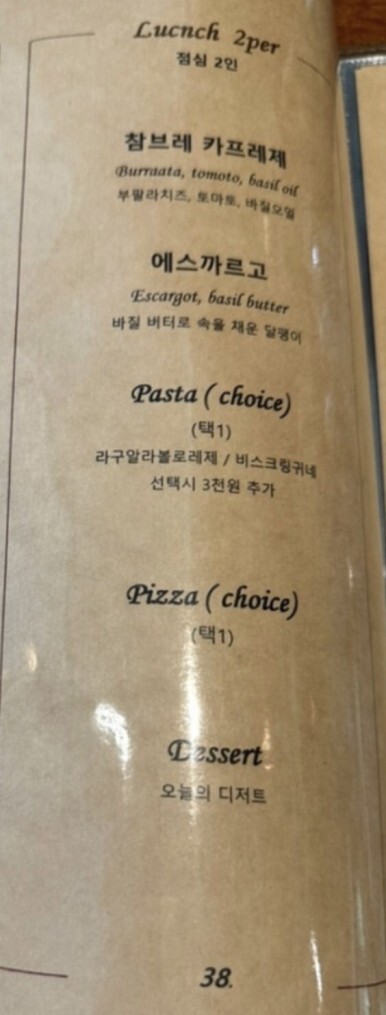 Lucnch 2per
점심 2인
참브레 카프레제
Burraata, tomoto, basil oil
부팔라치즈, 토마토, 바질오일
에스까르고
Escargot, basil butter
바질 버터로 속을 채운 달팽이
Pasta ( choice)
(택1)
라구알라볼로레제 / 비스크링귀네
선택시 3천원 추가
Pizza ( choice)
(택1)
Dessert
오늘의 디저트
38.